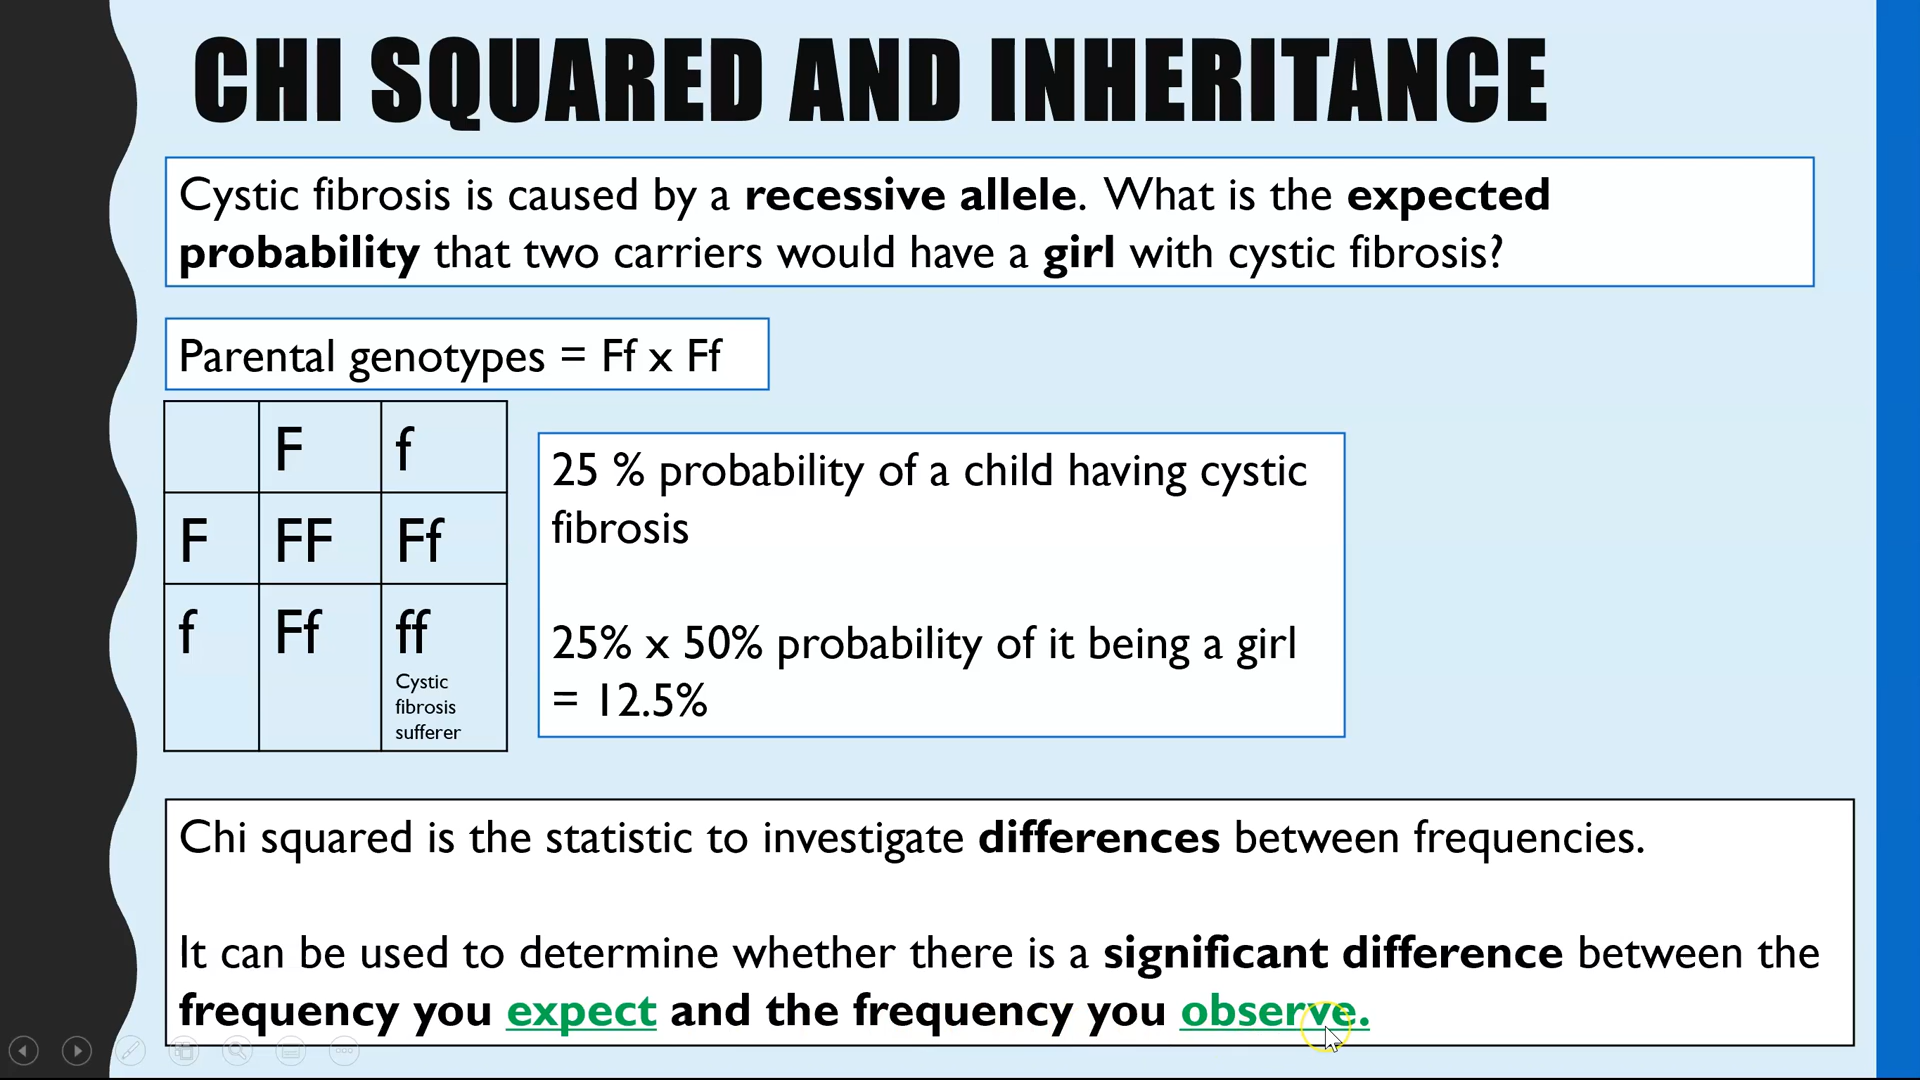 CHI SQUARED AND INHERITANCE
Cystic fibrosis is caused by a recessive allele. What is the expected
probability that two carriers would have a girl with cystic fibrosis?
Parental genotypes = Ff x Ff
F f
F FF Ff
f Ff ff
Cystic
fibrosis
sufferer
25 % probability of a child having cystic
fibrosis
25% x 50% probability of it being a girl
= 12.5%
Chi squared is the statistic to investigate differences between frequencies.
It can be used to determine whether there is a significant difference between the
frequency you expect and the frequency you observe.